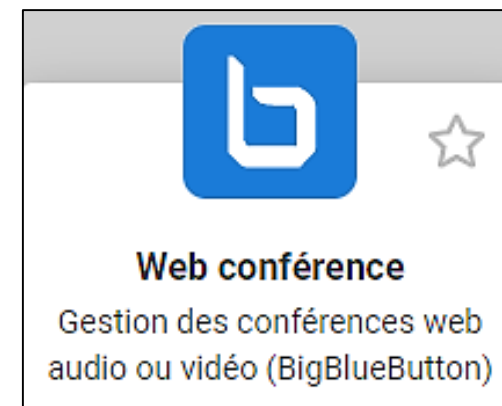 Web conférence
Gestion des conférences web
audio ou vidéo (BigBlueButton)